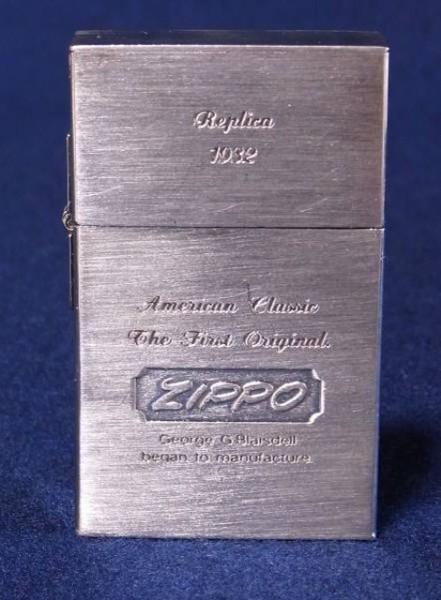 Replica
1932
American Classic
The First Original.
ZIPPO
George G Blaisdell
began to manufacture